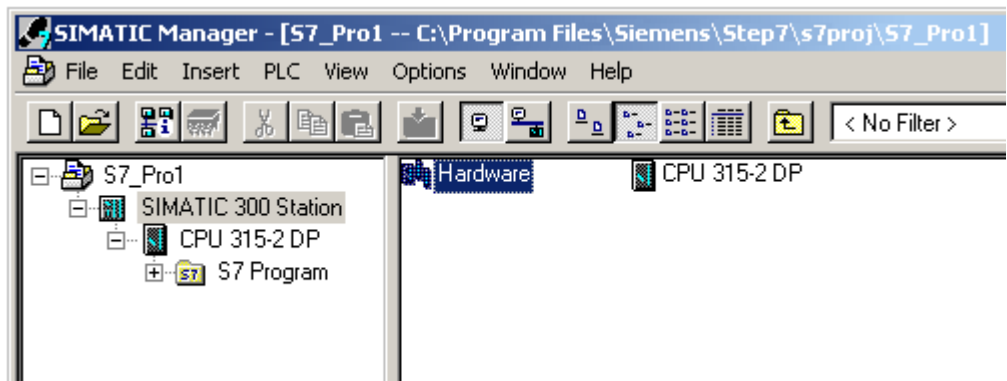 SIMATIC Manager - [S7_Pro1 -- C:\Program Files\Siemens\Step7\s7proj\S7_Pro1]
File Edit Insert PLC View Options Window Help
< No Filter >
S7_Pro1
SIMATIC 300 Station
CPU 315-2 DP
S7 Program
Hardware CPU 315-2 DP